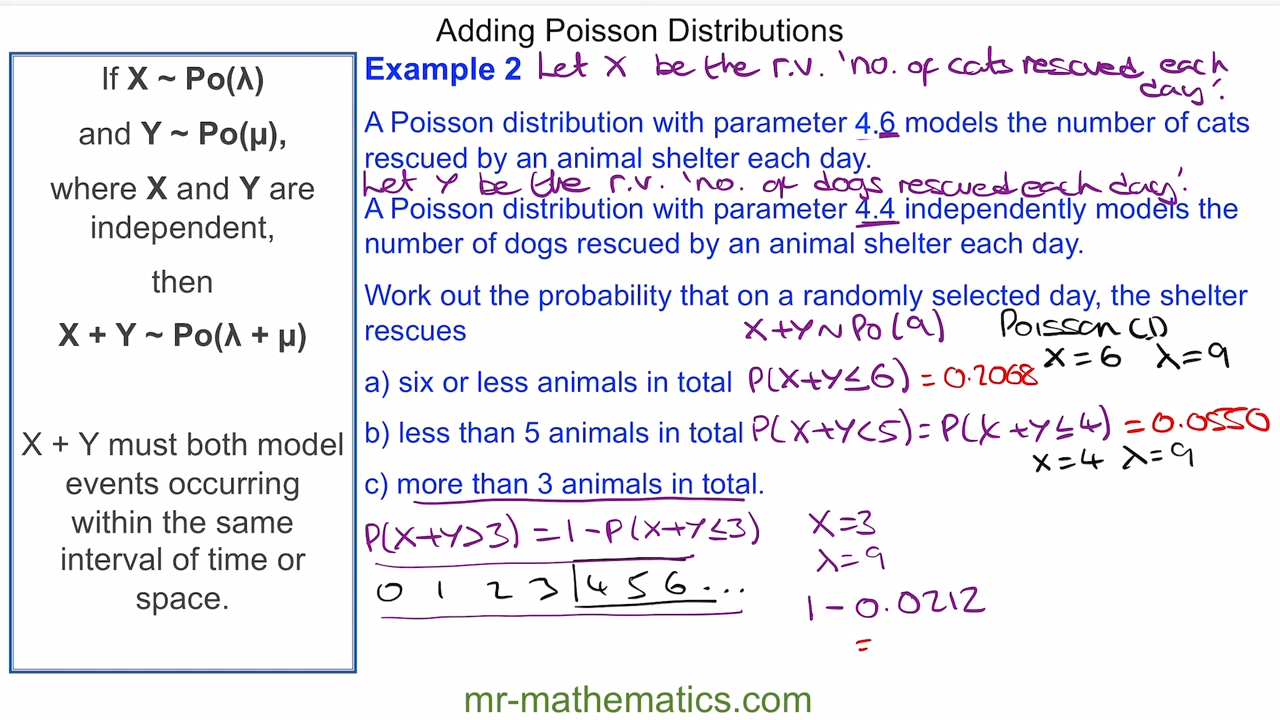 Adding Poisson Distributions
If X ~ Po(λ)
and Y ~ Po(μ),
where X and Y are
independent,
then
X + Y ~ Po(λ + μ)
X + Y must both model
events occurring
within the same
interval of time or
space.
Example 2 Let X be the r.v. 'no. of cats rescued each
day'.
A Poisson distribution with parameter 4.6 models the number of cats
rescued by an animal shelter each day.
Let Y be the r.v. 'no. of dogs rescued each day'.
A Poisson distribution with parameter 4.4 independently models the
number of dogs rescued by an animal shelter each day.
Work out the probability that on a randomly selected day, the shelter
rescues
X+Y~Po(9) Poisson CD
x=6 λ=9
a) six or less animals in total P(X+Y≤6) = 0.2068
b) less than 5 animals in total P(X+Y<5) = P(X+Y≤4) = 0.0550
x=4 λ=9
c) more than 3 animals in total.
P(X+Y>3) = 1-P(X+Y≤3) x=3
λ=9
0 1 2 3 | 4 5 6 ...
1-0.0212
=
mr-mathematics.com